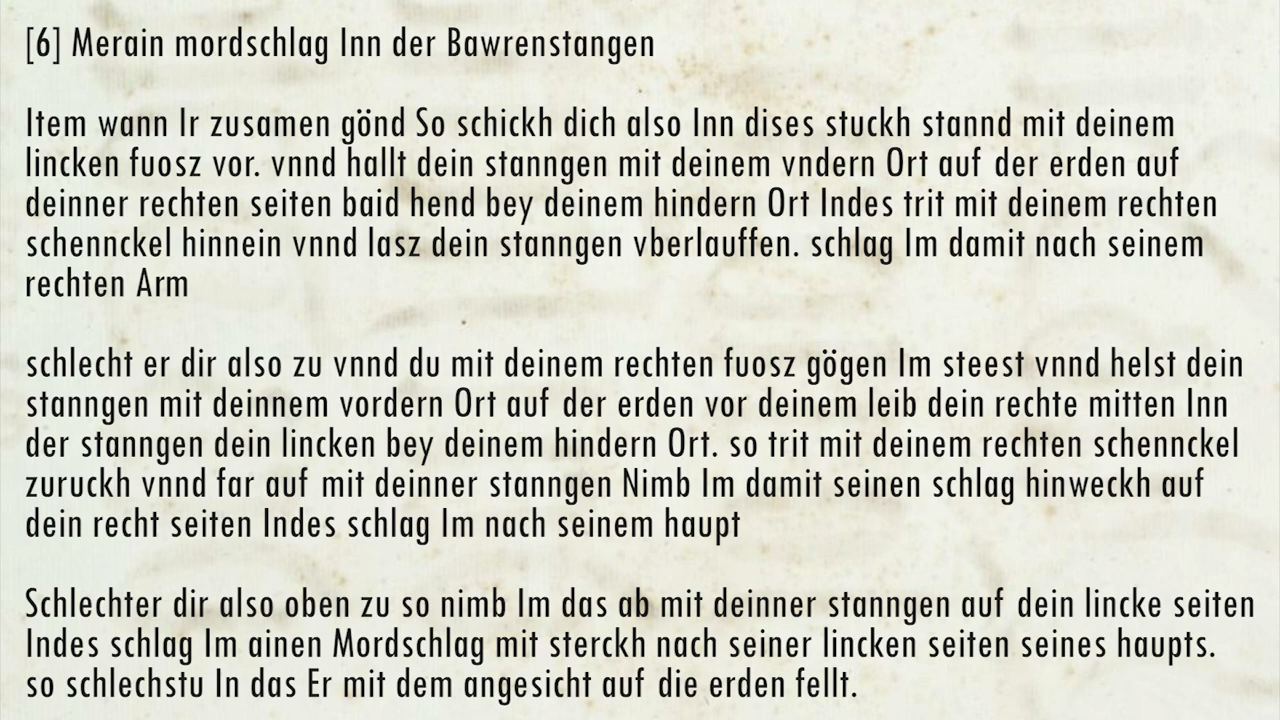 [6] Merain mordschlag Inn der Bawrenstangen
Item wann Ir zusamen gönd So schickh dich also Inn dises stuckh stannd mit deinem
lincken fuosz vor. vnnd hallt dein stanngen mit deinem vndern Ort auf der erden auf
deinner rechten seiten baid hend bey deinem hindern Ort Indes trit mit deinem rechten
schennckel hinnein vnnd lasz dein stanngen vberlauffen. schlag Im damit nach seinem
rechten Arm
schlecht er dir also zu vnnd du mit deinem rechten fuosz gögen Im steest vnnd helst dein
stanngen mit deinnem vordern Ort auf der erden vor deinem leib dein rechte mitten Inn
der stanngen dein lincken bey deinem hindern Ort. so trit mit deinem rechten schennckel
zuruckh vnnd far auf mit deinner stanngen Nimb Im damit seinen schlag hinweckh auf
dein recht seiten Indes schlag Im nach seinem haupt
Schlechter dir also oben zu so nimb Im das ab mit deinner stanngen auf dein lincke seiten
Indes schlag Im ainen Mordschlag mit sterckh nach seiner lincken seiten seines haupts.
so schlechstu In das Er mit dem angesicht auf die erden fellt.